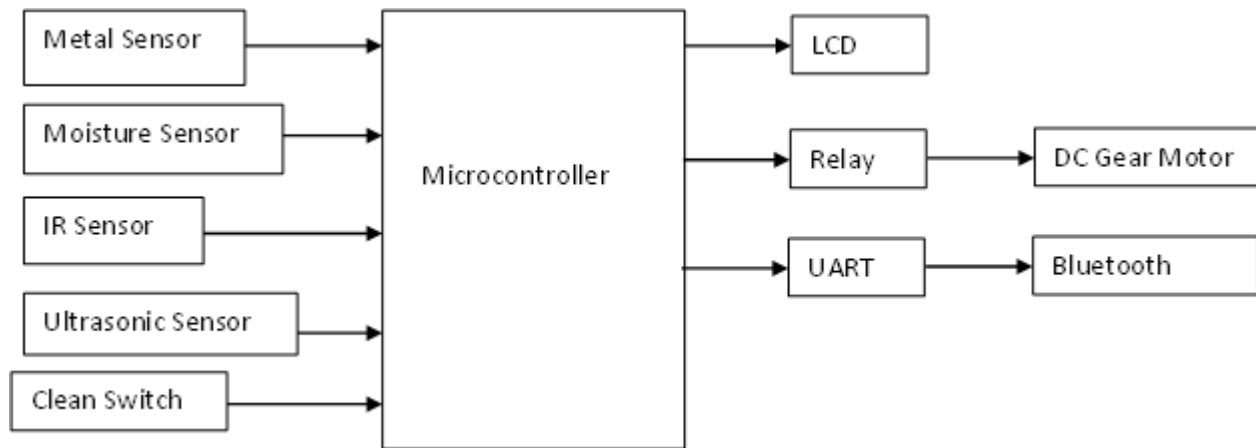 Metal Sensor
Moisture Sensor
IR Sensor
Ultrasonic Sensor
Clean Switch
Microcontroller
LCD
Relay
DC Gear Motor
UART
Bluetooth